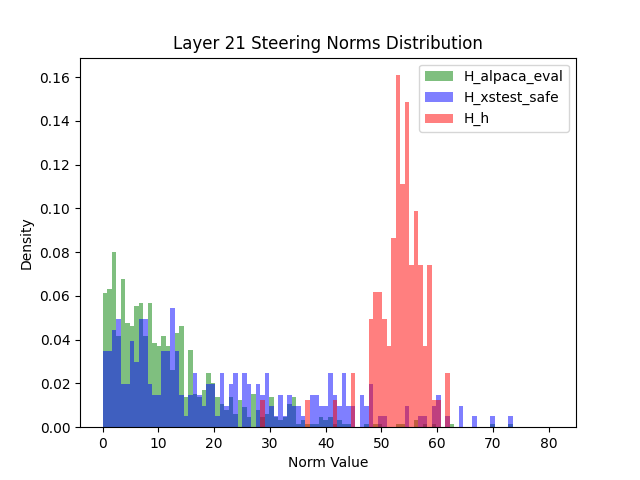 Layer 21 Steering Norms Distribution
H_alpaca_eval
H_xstest_safe
H_h
0.16
0.14
0.12
0.10
0.08
0.06
0.04
0.02
0.00
Density
0 10 20 30 40 50 60 70 80
Norm Value